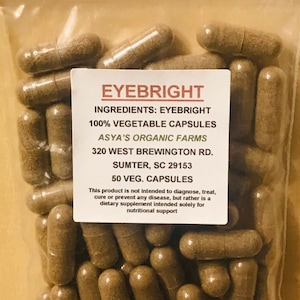 EYEBRIGHT
INGREDIENTS: EYEBRIGHT
100% VEGETABLE CAPSULES
ASYA'S ORGANIC FARMS
320 WEST BREWINGTON RD.
SUMTER, SC 29153
50 VEG. CAPSULES
This product is not intended to diagnose, treat,
cure or prevent any disease, but rather is a
dietary supplement intended solely for
nutritional support